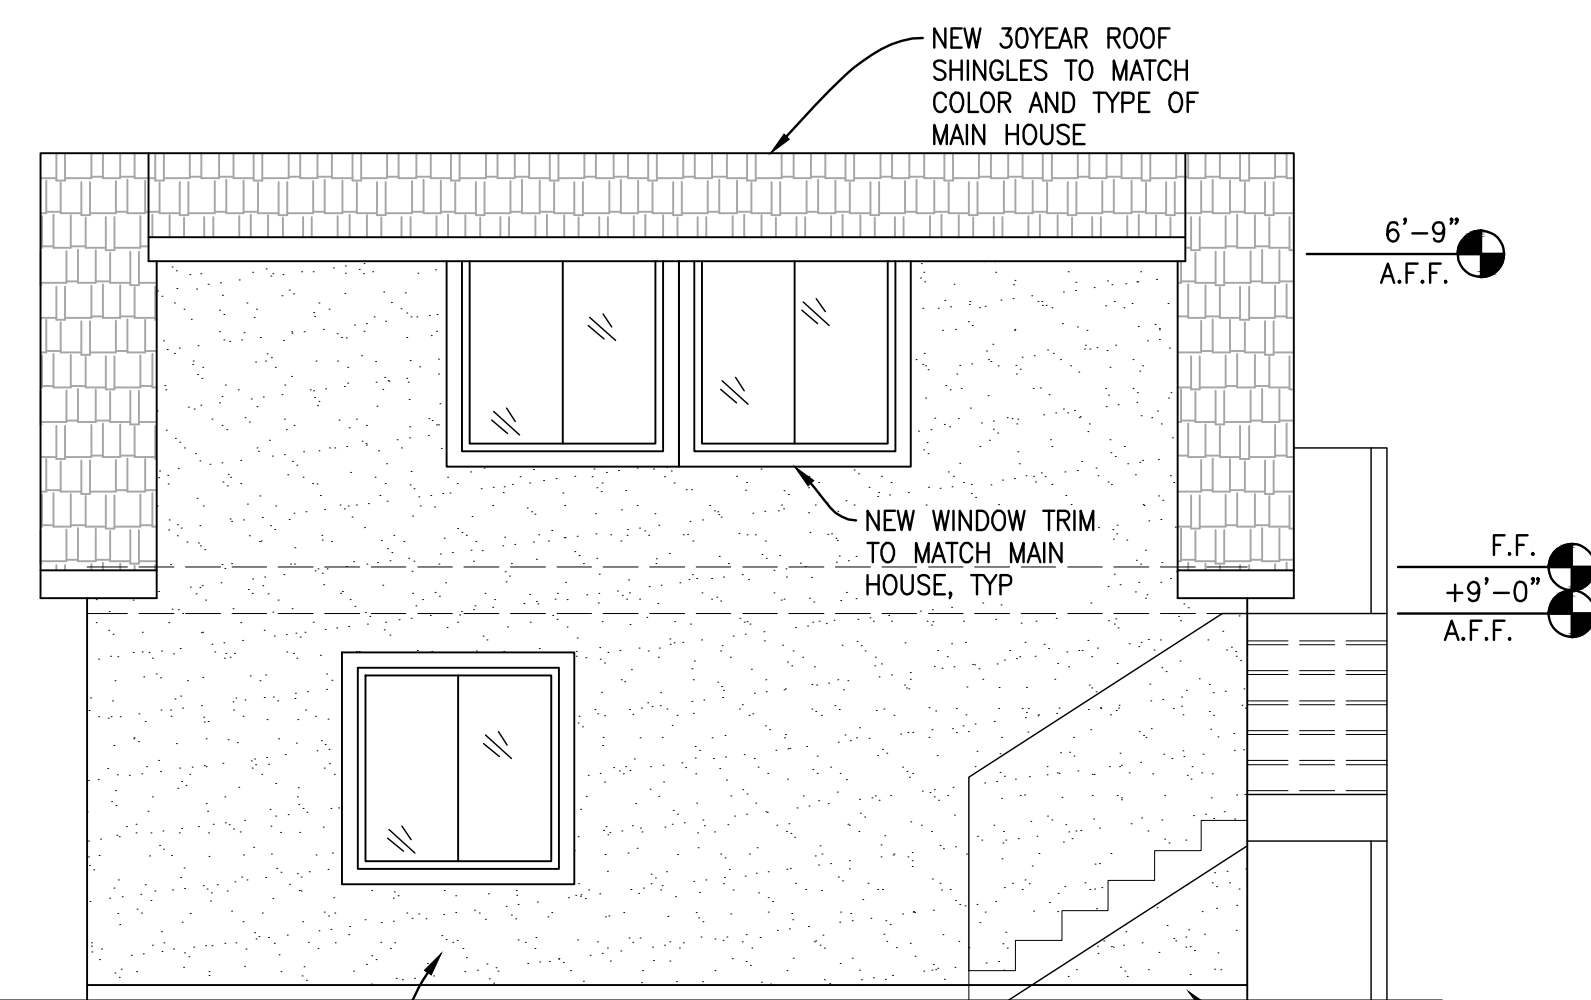 NEW 30YEAR ROOF
SHINGLES TO MATCH
COLOR AND TYPE OF
MAIN HOUSE
6'-9"
A.F.F.
NEW WINDOW TRIM
TO MATCH MAIN
HOUSE, TYP
F.F.
+9'-0"
A.F.F.